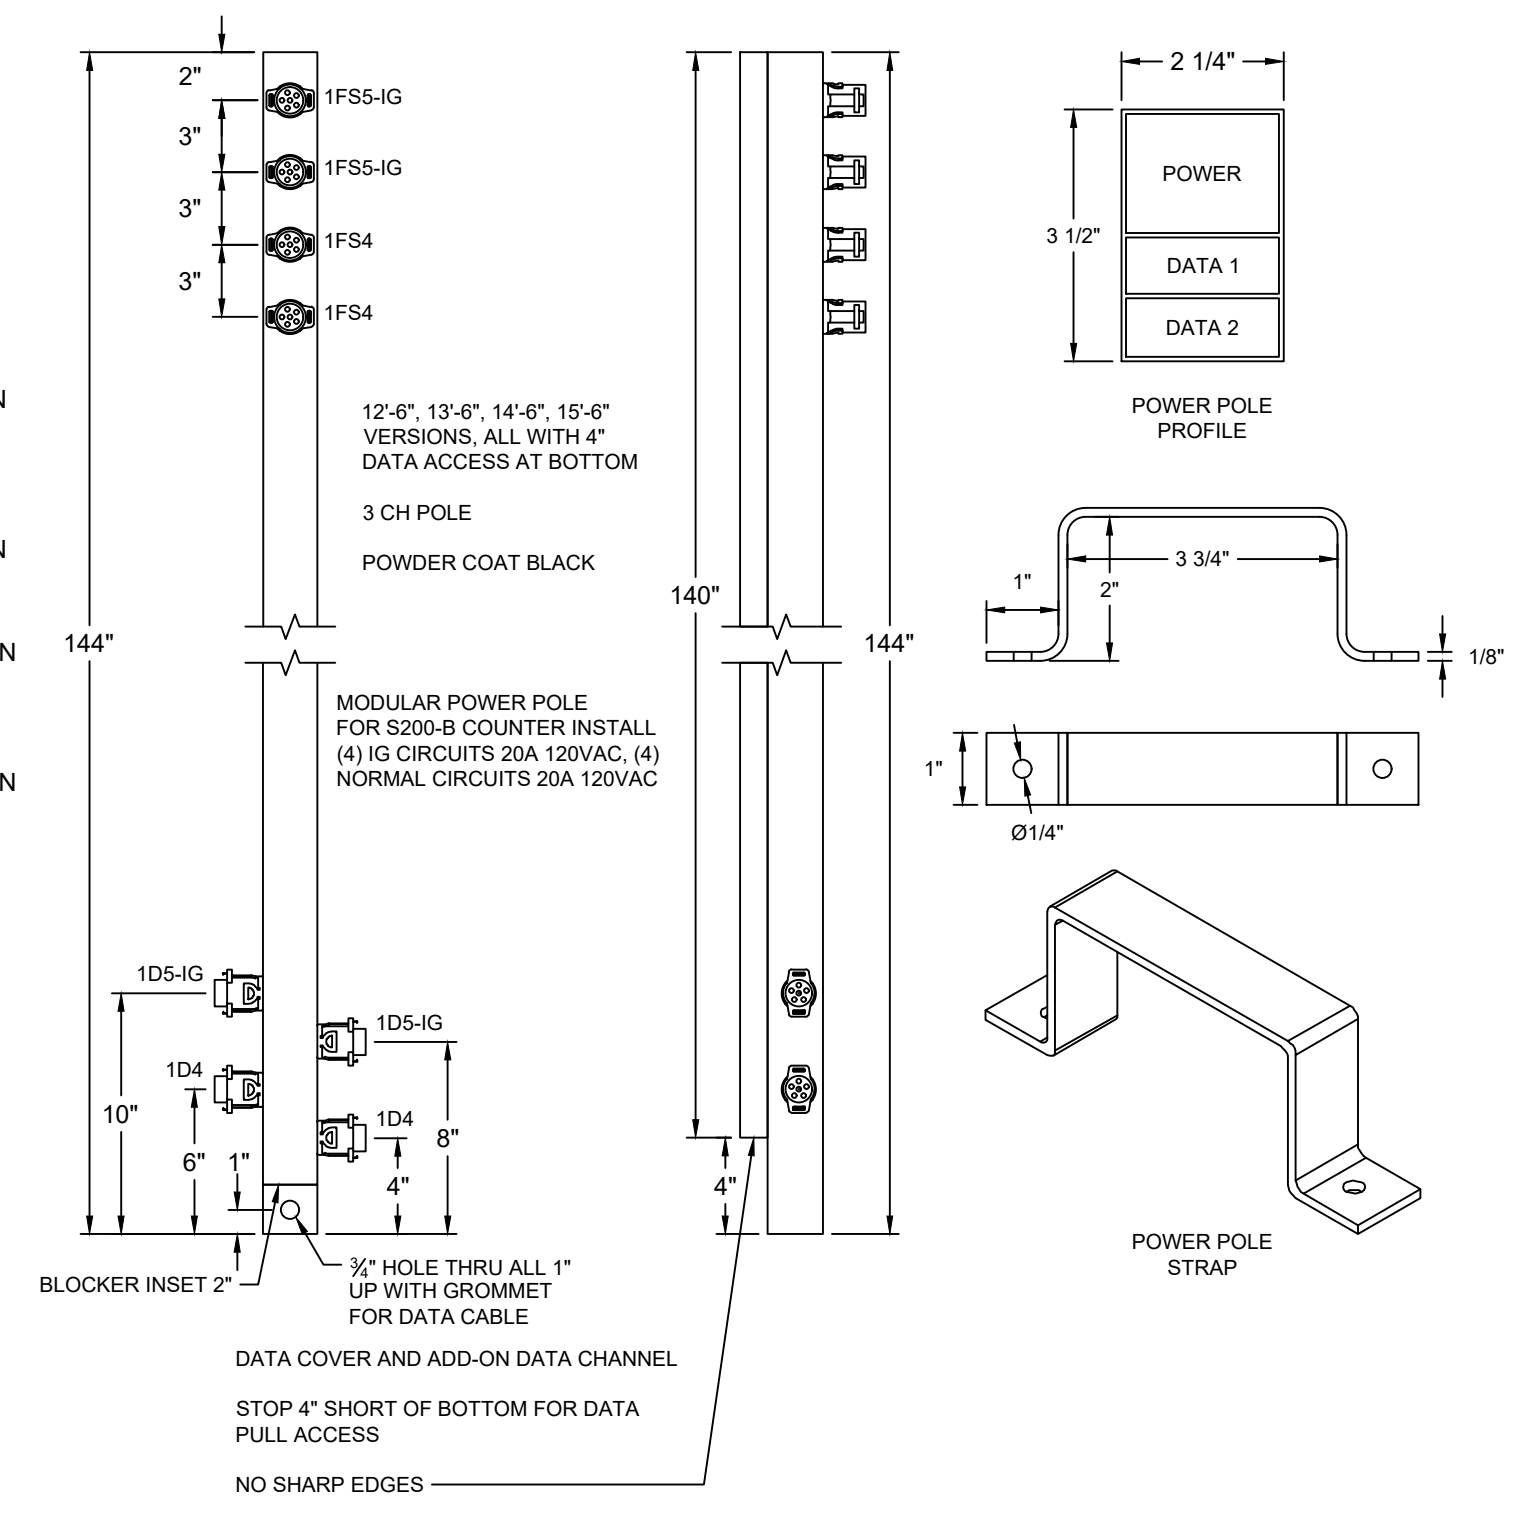 2"
1FS5-IG
3"
1FS5-IG
3"
1FS4
3"
1FS4
144"
12'-6", 13'-6", 14'-6", 15'-6"
VERSIONS, ALL WITH 4"
DATA ACCESS AT BOTTOM
3 CH POLE
POWDER COAT BLACK
MODULAR POWER POLE
FOR S200-B COUNTER INSTALL
(4) IG CIRCUITS 20A 120VAC, (4)
NORMAL CIRCUITS 20A 120VAC
N
N
N
N
1D5-IG
1D5-IG
1D4
1D4
10"
6"
1"
8"
4"
BLOCKER INSET 2"
3/4" HOLE THRU ALL 1"
UP WITH GROMMET
FOR DATA CABLE
DATA COVER AND ADD-ON DATA CHANNEL
STOP 4" SHORT OF BOTTOM FOR DATA
PULL ACCESS
NO SHARP EDGES
140"
144"
4"
2 1/4"
3 1/2"
POWER
DATA 1
DATA 2
POWER POLE
PROFILE
1"
3 3/4"
2"
1/8"
1"
Ø1/4"
POWER POLE
STRAP